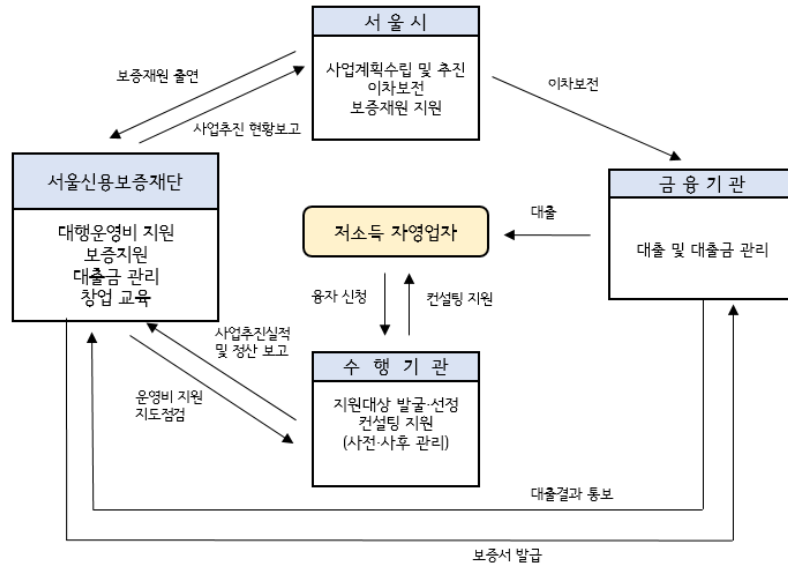 서울시
사업계획수립 및 추진
이차보전
보증재원 지원
보증재원 출연
사업추진 현황보고
이차보전
서울신용보증재단
대행운영비 지원
보증지원
대출금 관리
창업 교육
저소득 자영업자
대출
금융기관
대출 및 대출금 관리
융자 신청
컨설팅 지원
사업추진실적
및 정산 보고
운영비 지원
지도점검
수행기관
지원대상 발굴·선정
컨설팅 지원
(사전·사후 관리)
대출결과 통보
보증서 발급